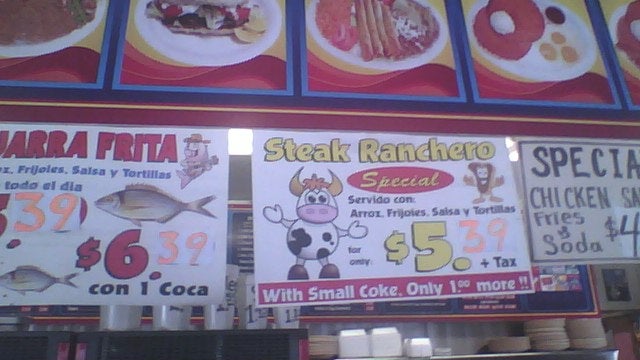 JARRA FRITA
z. Frijoles, Salsa y Tortillas
todo el dia
39
$6.39
con 1 Coca
Steak Ranchero
Special
Servido con:
Arroz, Frijoles, Salsa y Tortillas
for only: $5.39
+ Tax
With Small Coke, Only 1.00 more!!
SPECIA
CHICKEN
Fries
y
Soda $4